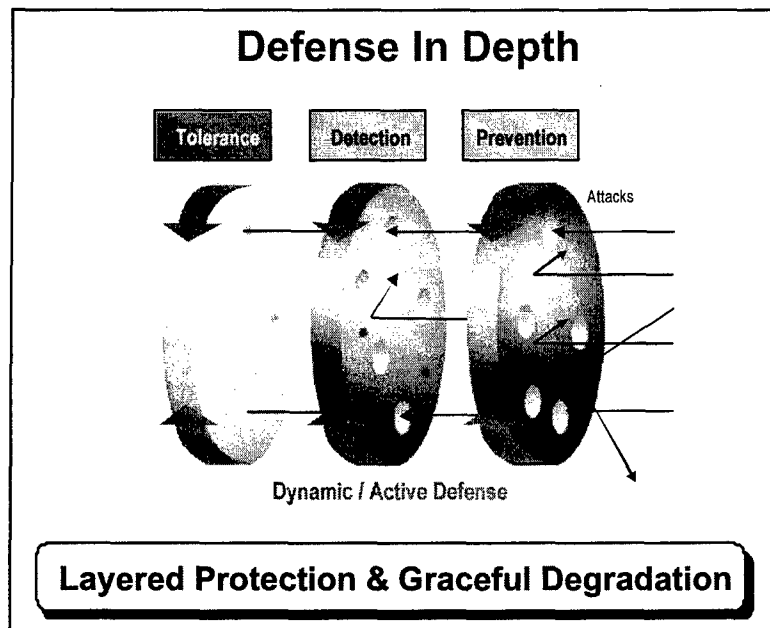 Defense In Depth
Tolerance
Detection
Prevention
Attacks
Dynamic / Active Defense
Layered Protection & Graceful Degradation